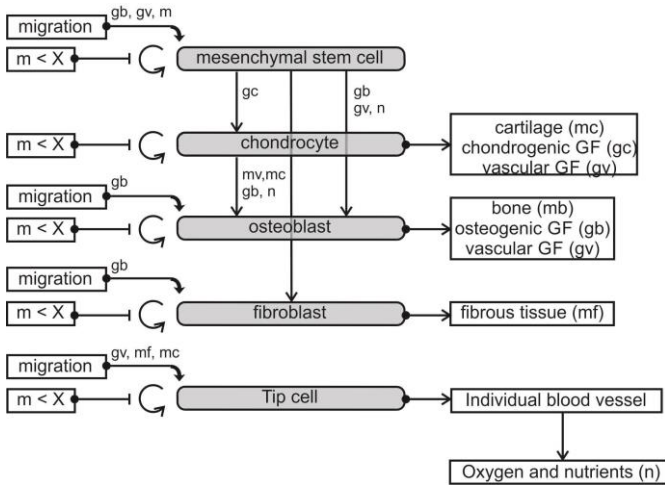 gb, gv, m
migration
m < X
mesenchymal stem cell
gc
gb
gv, n
m < X
chondrocyte
cartilage (mc)
chondrogenic GF (gc)
vascular GF (gv)
mv,mc
gb, n
migration
gb
m < X
osteoblast
bone (mb)
osteogenic GF (gb)
vascular GF (gv)
migration
gb
m < X
fibroblast
fibrous tissue (mf)
migration
gv, mf, mc
m < X
Tip cell
Individual blood vessel
Oxygen and nutrients (n)